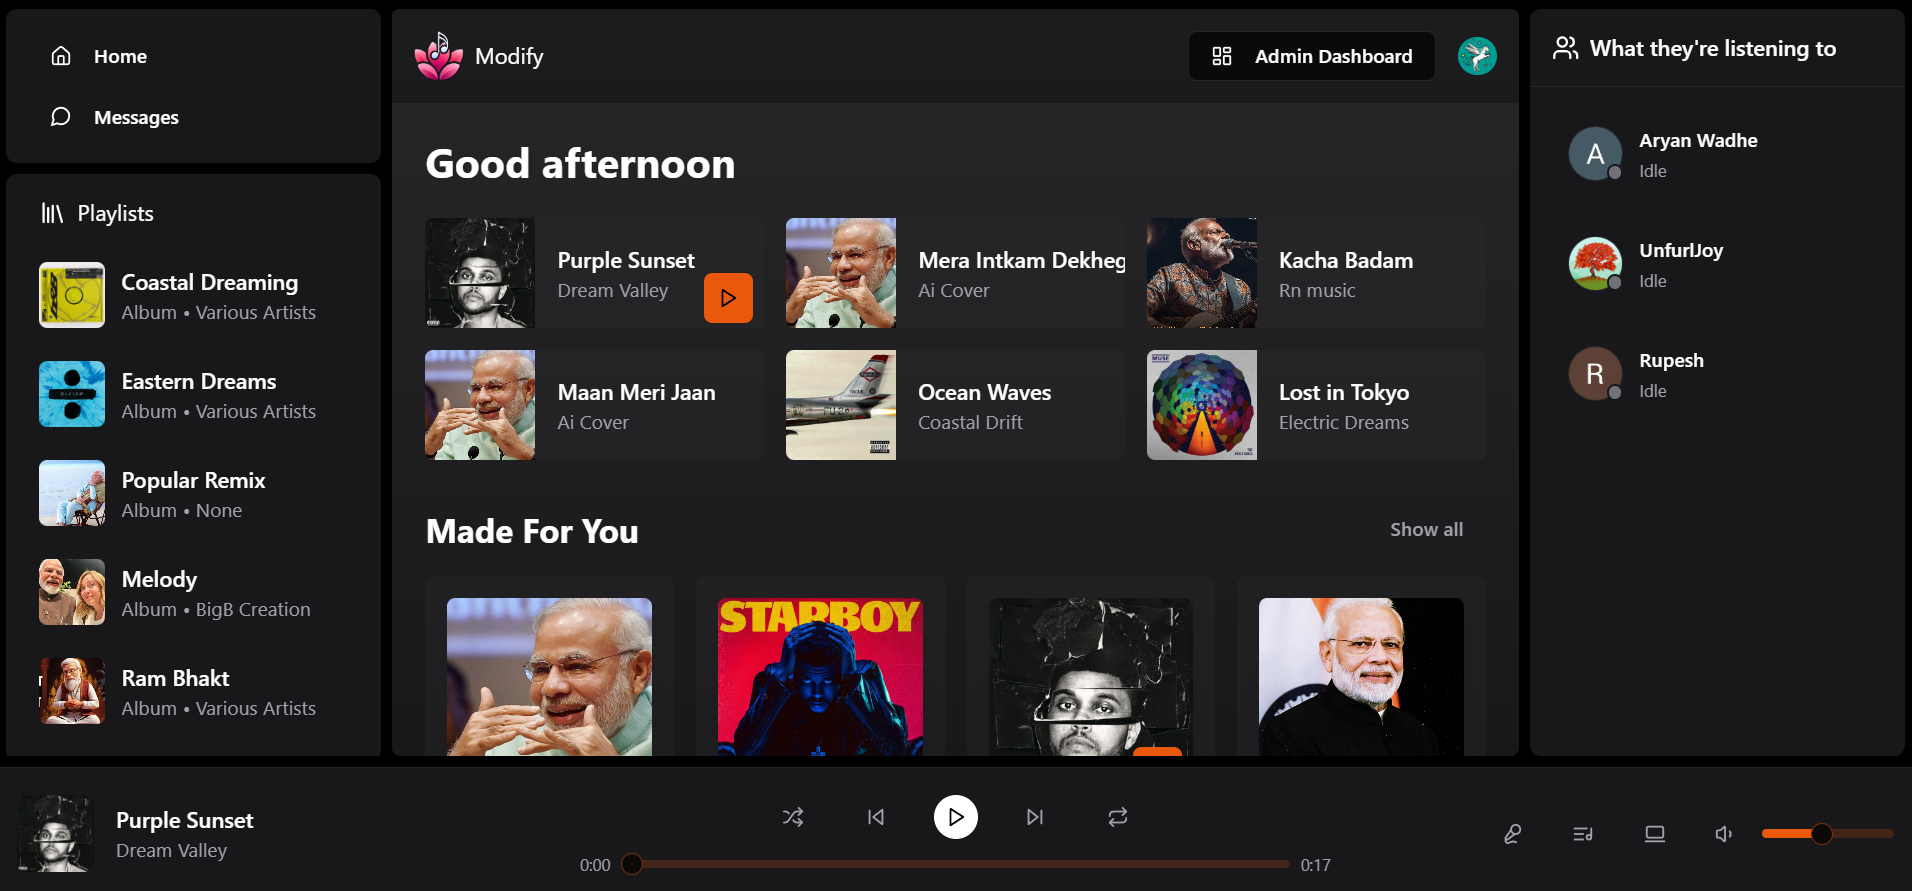 Home
Messages
Playlists
Coastal Dreaming
Album • Various Artists
Eastern Dreams
Album • Various Artists
Popular Remix
Album • None
Melody
Album • BigB Creation
Ram Bhakt
Album • Various Artists
Modify
Admin Dashboard
Good afternoon
Purple Sunset
Dream Valley
Mera Intkam Dekheg
Ai Cover
Kacha Badam
Rn music
Maan Meri Jaan
Ai Cover
Ocean Waves
Coastal Drift
Lost in Tokyo
Electric Dreams
Made For You
Show all
STARBOY
What they're listening to
A
Aryan Wadhe
Idle
UnfurlJoy
Idle
R
Rupesh
Idle
Purple Sunset
Dream Valley
0:00
0:17